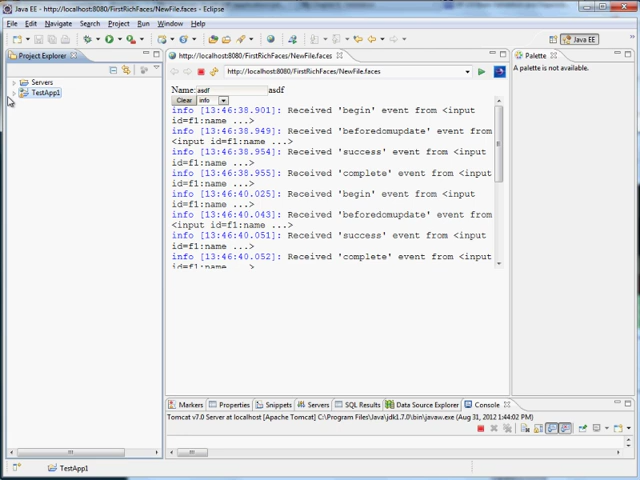 Java EE - http://localhost:8080/FirstRichFaces/NewFile.faces - Eclipse
File Edit Navigate Search Project Run Window Help
Java EE
Project Explorer
http://localhost:8080/FirstRichFaces/NewFile.faces
Palette
http://localhost:8080/FirstRichFaces/NewFile.faces
A palette is not available.
Servers
TestApp1
Name: asdf asdf
Clear info
info [13:46:38.901]: Received 'begin' event from <input
id=f1:name ...>
info [13:46:38.949]: Received 'beforedomupdate' event from
<input id=f1:name ...>
info [13:46:38.954]: Received 'success' event from <input
id=f1:name ...>
info [13:46:38.955]: Received 'complete' event from <input
id=f1:name ...>
info [13:46:40.025]: Received 'begin' event from <input
id=f1:name ...>
info [13:46:40.043]: Received 'beforedomupdate' event from
<input id=f1:name ...>
info [13:46:40.051]: Received 'success' event from <input
id=f1:name ...>
info [13:46:40.052]: Received 'complete' event from <input
id=f1:name ...>
Markers Properties Snippets Servers SQL Results Data Source Explorer Console
Tomcat v7.0 Server at localhost [Apache Tomcat] C:\Program Files\Java\jdk1.7.0\bin\javaw.exe (Aug 31, 2012 1:44:02 PM)
TestApp1